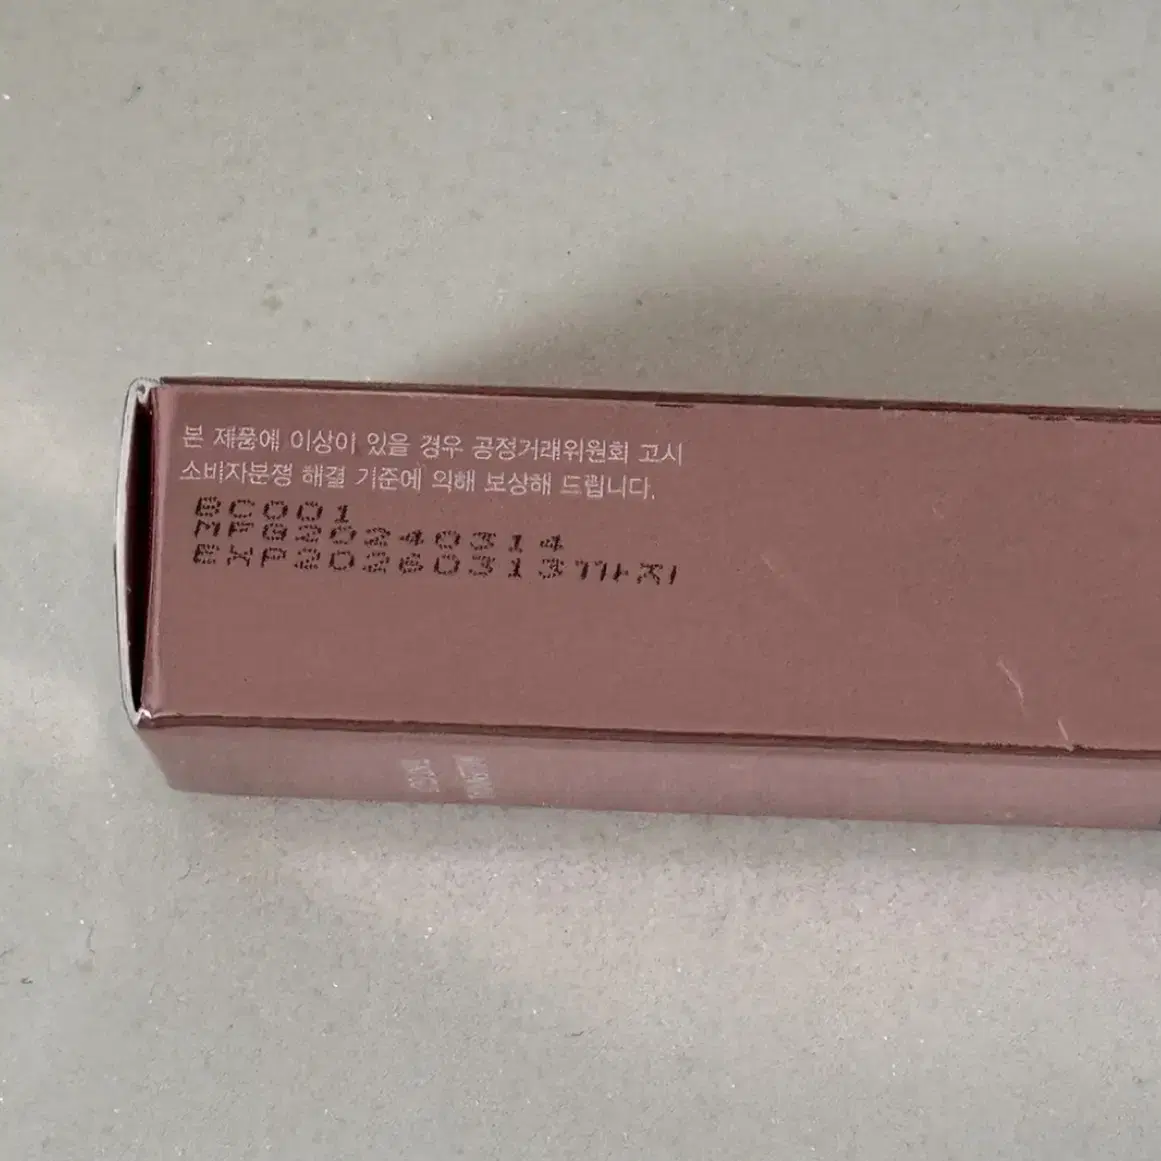 본 제품에 이상이 있을 경우 공정거래위원회 고시
소비자분쟁 해결 기준에 의해 보상해 드립니다.
BC001
MFG20240314
EXP20260313까지